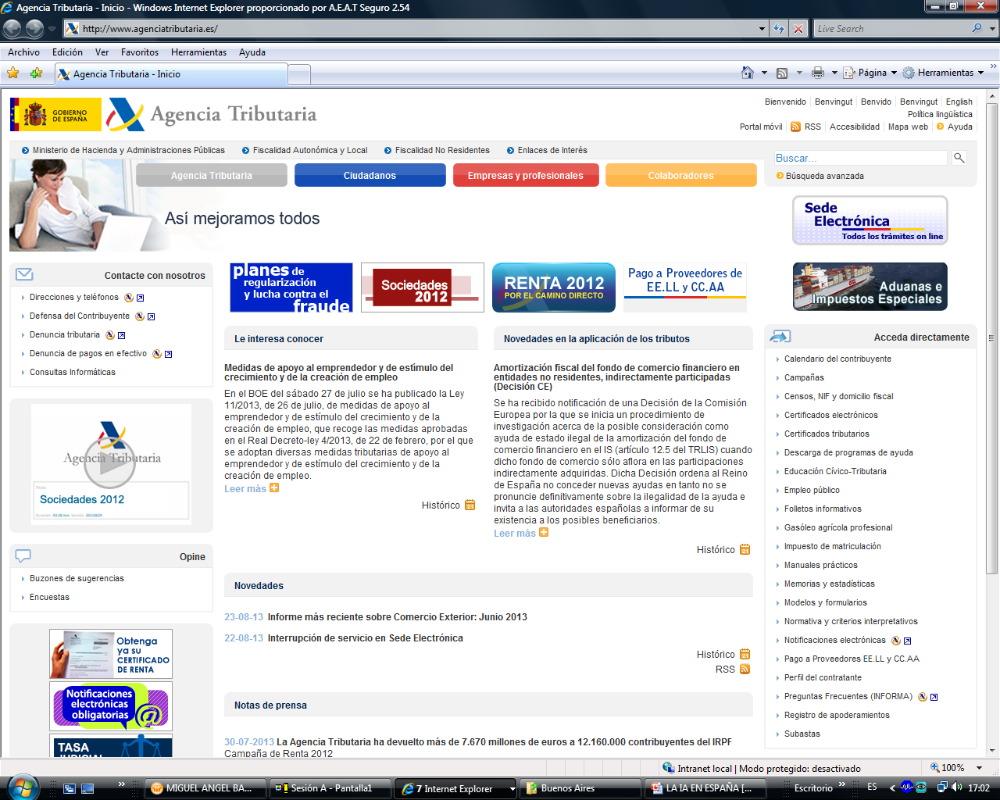 Agencia Tributaria - Inicio - Windows Internet Explorer proporcionado por A.E.A.T Seguro 2.54
http://www.agenciatributaria.es/
Live Search
Archivo Edición Ver Favoritos Herramientas Ayuda
Agencia Tributaria - Inicio
Página Herramientas
GOBIERNO DE ESPAÑA
Agencia Tributaria
Bienvenido Benvingut Benvido Benvingut English
Política lingüística
Portal móvil RSS Accesibilidad Mapa web Ayuda
Ministerio de Hacienda y Administraciones Públicas Fiscalidad Autonómica y Local Fiscalidad No Residentes Enlaces de Interés
Buscar...
Búsqueda avanzada
Agencia Tributaria Ciudadanos Empresas y profesionales Colaboradores
Así mejoramos todos
Sede
Electrónica
Todos los trámites on line
Contacte con nosotros
Direcciones y teléfonos
Defensa del Contribuyente
Denuncia tributaria
Denuncia de pagos en efectivo
Consultas Informáticas
Agencia Tributaria
Sociedades 2012
Opine
Buzones de sugerencias
Encuestas
Obtenga
ya su
CERTIFICADO
DE RENTA
Notificaciones
electrónicas
obligatorias
TASA
JUDICIAL
planes de
regularización
y lucha contra el
fraude
Sociedades
2012
RENTA 2012
POR EL CAMINO DIRECTO
Pago a Proveedores de
EE.LL y CC.AA
Aduanas e
Impuestos Especiales
Le interesa conocer
Medidas de apoyo al emprendedor y de estimulo del
crecimiento y de la creación de empleo
En el BOE del sábado 27 de julio se ha publicado la Ley
11/2013, de 26 de julio, de medidas de apoyo al
emprendedor y de estímulo del crecimiento y de la
creación de empleo, que recoge las medidas aprobadas
en el Real Decreto-ley 4/2013, de 22 de febrero, por el que
se adoptan diversas medidas tributarias de apoyo al
emprendedor y de estímulo del crecimiento y de la
creación de empleo.
Leer más
Histórico
Novedades en la aplicación de los tributos
Amortización fiscal del fondo de comercio financiero en
entidades no residentes, indirectamente participadas
(Decisión CE)
Se ha recibido notificación de una Decisión de la Comisión
Europea por la que se inicia un procedimiento de
investigación acerca de la posible consideración como
ayuda de estado ilegal de la amortización del fondo de
comercio financiero en el IS (artículo 12.5 del TRLIS) cuando
dicho fondo de comercio sólo aflora en las participaciones
indirectamente adquiridas. Dicha Decisión ordena al Reino
de España no conceder nuevas ayudas en tanto no se
pronuncie definitivamente sobre la ilegalidad de la ayuda e
invita a las autoridades españolas a informar de su
existencia a los posibles beneficiarios.
Leer más
Histórico
Novedades
23-08-13 Informe más reciente sobre Comercio Exterior: Junio 2013
22-08-13 Interrupción de servicio en Sede Electrónica
Histórico
RSS
Notas de prensa
30-07-2013 La Agencia Tributaria ha devuelto más de 7.670 millones de euros a 12.160.000 contribuyentes del IRPF
Campaña de Renta 2012
Acceda directamente
Calendario del contribuyente
Campañas
Censos, NIF y domicilio fiscal
Certificados electrónicos
Certificados tributarios
Descarga de programas de ayuda
Educación Cívico-Tributaria
Empleo público
Folletos informativos
Gasóleo agrícola profesional
Impuesto de matriculación
Manuales prácticos
Memorias y estadísticas
Modelos y formularios
Normativa y criterios interpretativos
Notificaciones electrónicas
Pago a Proveedores EE.LL y CC.AA
Perfil del contratante
Preguntas Frecuentes (INFORMA)
Registro de apoderamientos
Subastas
Intranet local | Modo protegido: desactivado 100%
MIGUEL ANGEL BA... Sesión A - Pantalla1 7 Internet Explorer Buenos Aires LA IA EN ESPAÑA [... Escritorio ES 17:02